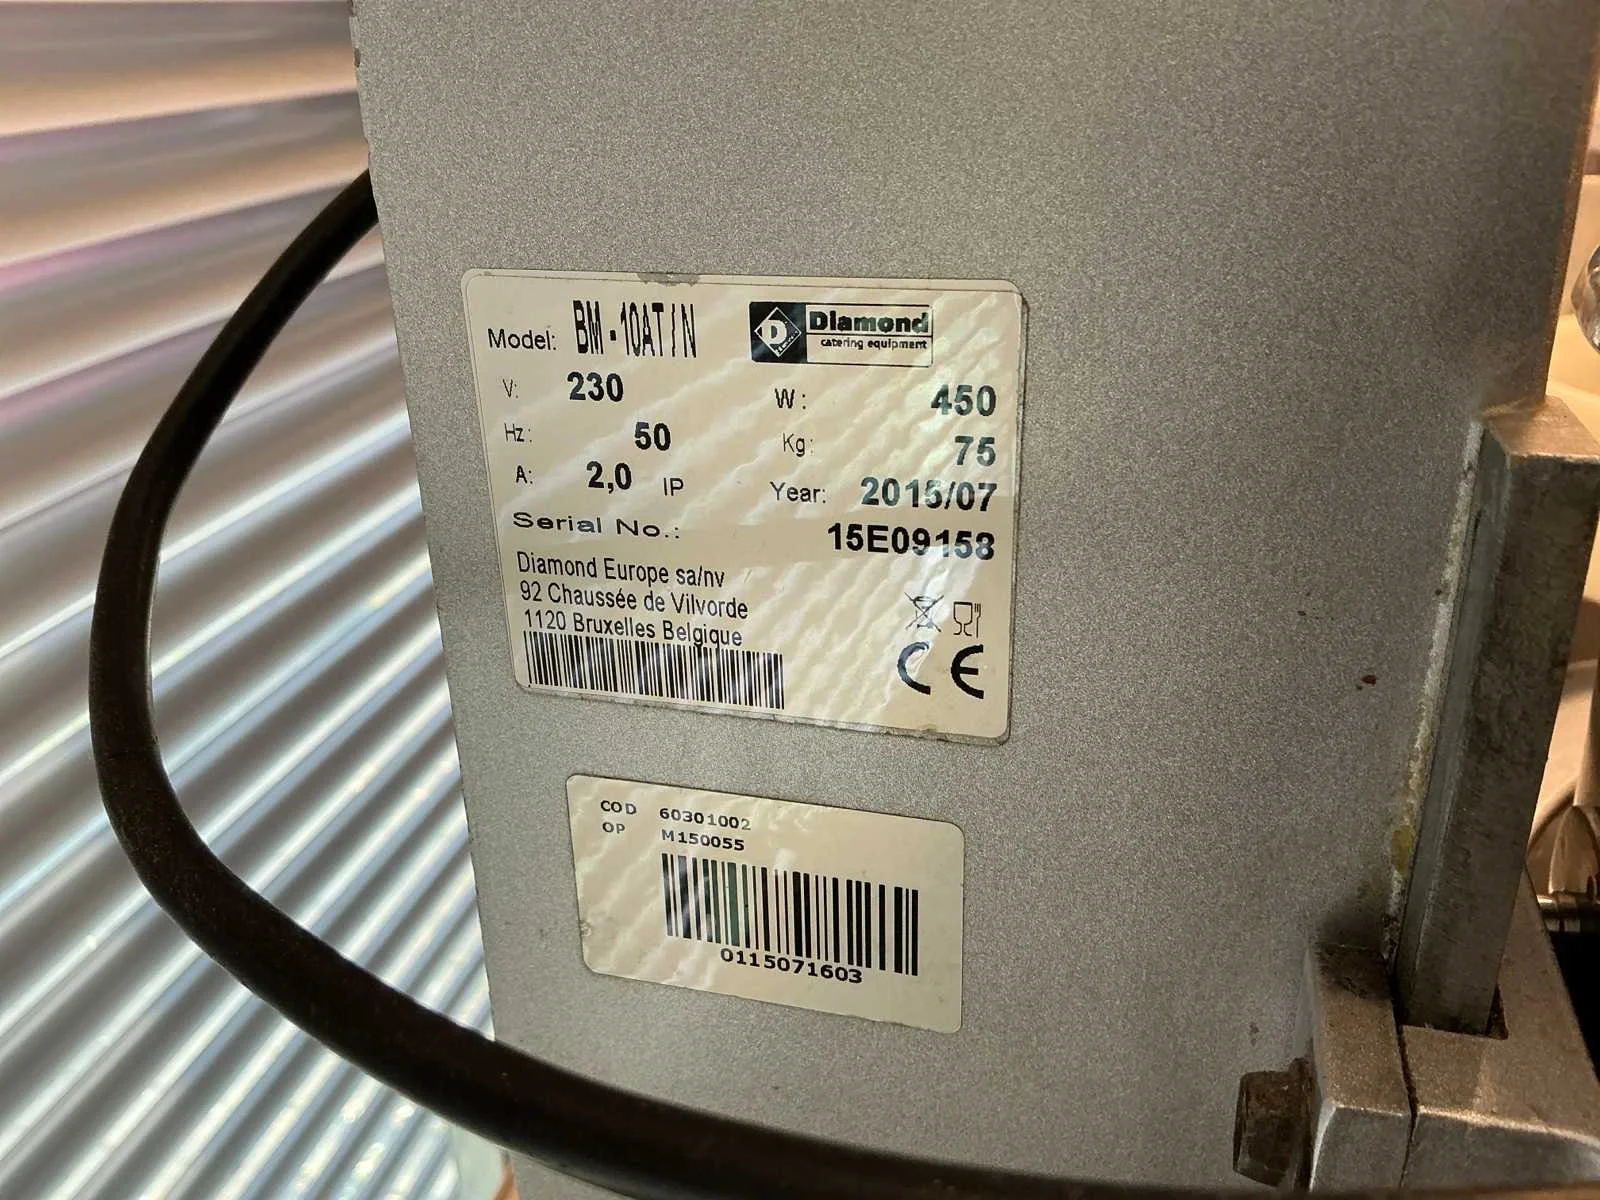 Model: BM - 10AT/N
Diamond
catering equipment
V: 230 W: 450
Hz: 50 Kg: 75
A: 2,0 IP Year: 2015/07
Serial No.: 15E09158
Diamond Europe sa/nv
92 Chaussée de Vilvorde
1120 Bruxelles Belgique
CE
COD 60301002
OP M150055
0115071603